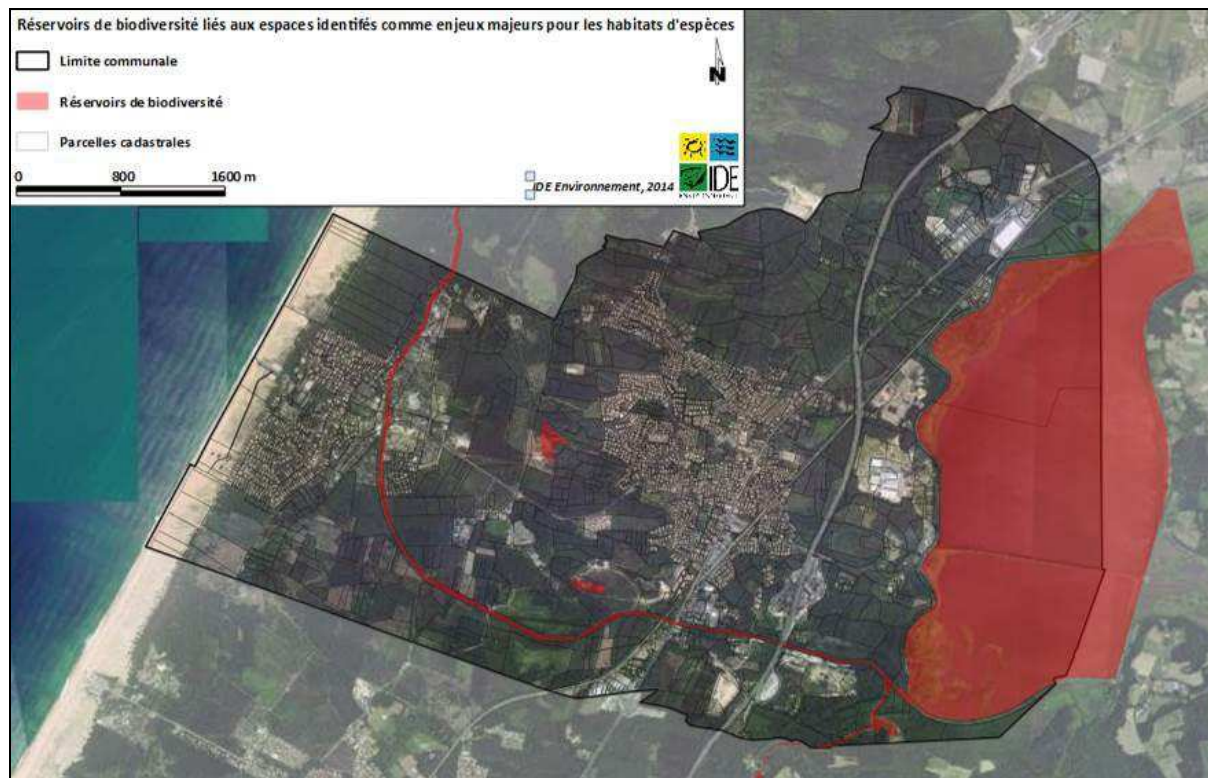 Réservoirs de biodiversité liés aux espaces identifés comme enjeux majeurs pour les habitats d'espèces
N
Limite communale
Réservoirs de biodiversité
Parcelles cadastrales
0 800 1600 m
IDE Environnement, 2014
IDE